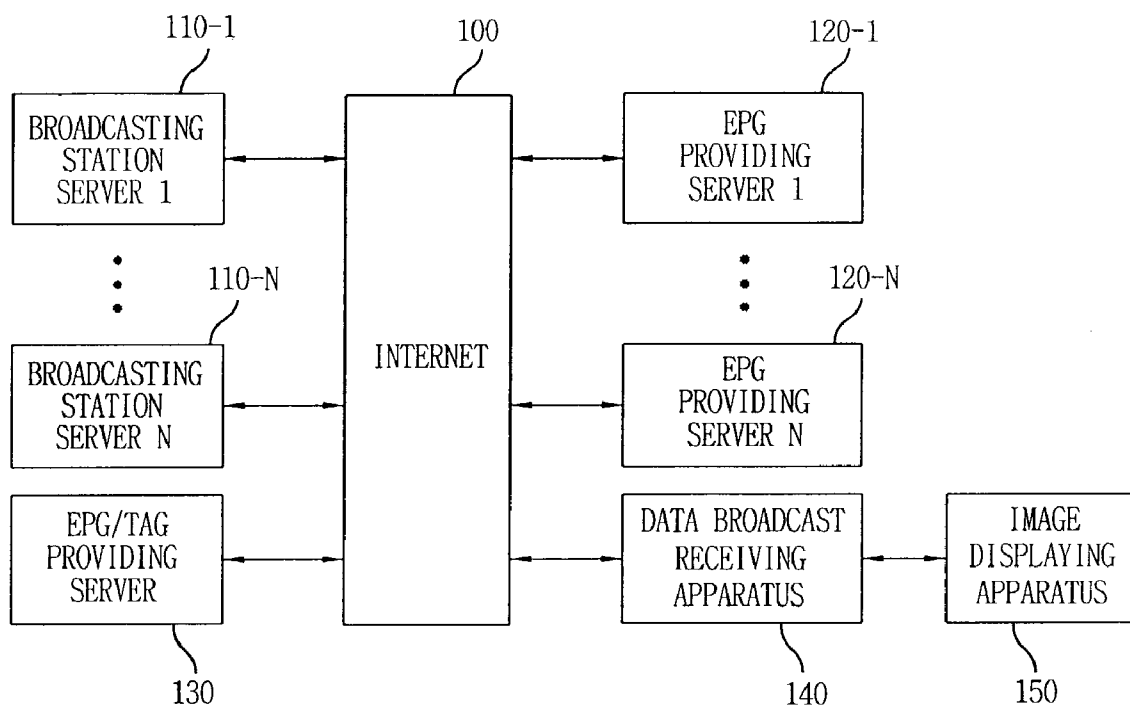 110-1
100
120-1
BROADCASTING
STATION
SERVER 1
EPG
PROVIDING
SERVER 1
110-N
120-N
INTERNET
BROADCASTING
STATION
SERVER N
EPG
PROVIDING
SERVER N
EPG/TAG
PROVIDING
SERVER
DATA BROADCAST
RECEIVING
APPARATUS
IMAGE
DISPLAYING
APPARATUS
130
140
150